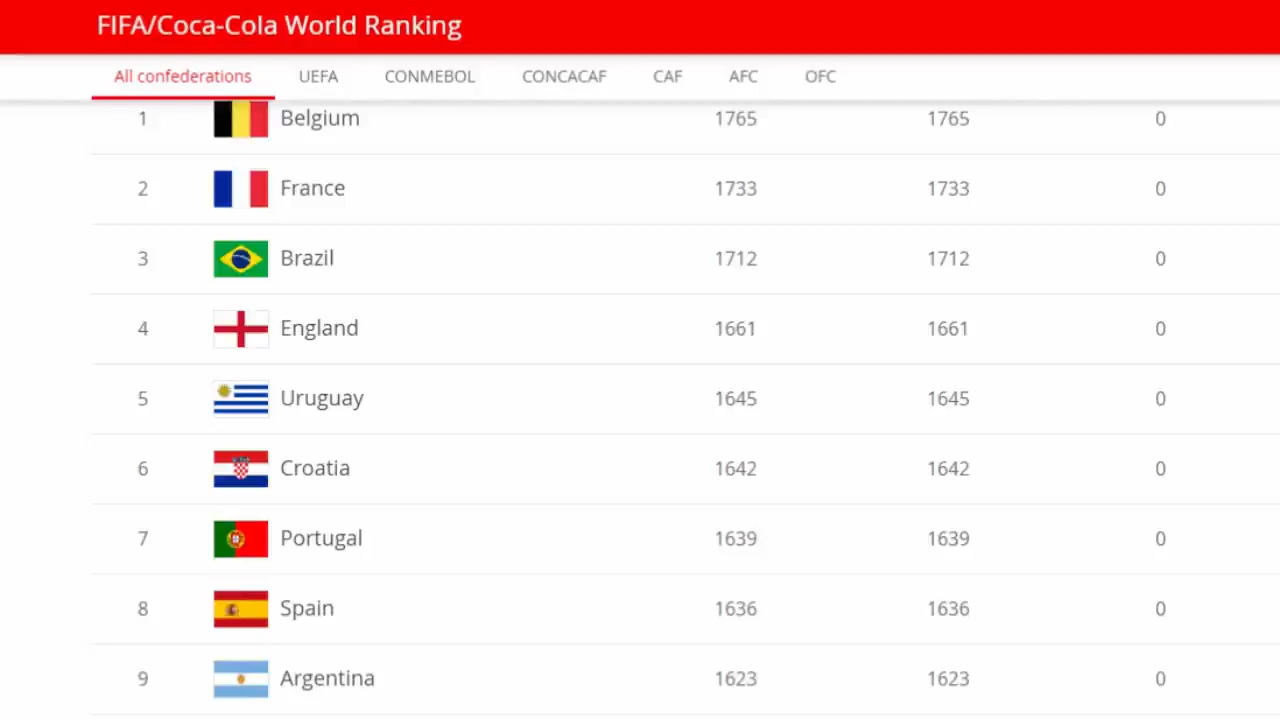 FIFA/Coca-Cola World Ranking
All confederations UEFA CONMEBOL CONCACAF CAF AFC OFC
1 Belgium 1765 1765 0
2 France 1733 1733 0
3 Brazil 1712 1712 0
4 England 1661 1661 0
5 Uruguay 1645 1645 0
6 Croatia 1642 1642 0
7 Portugal 1639 1639 0
8 Spain 1636 1636 0
9 Argentina 1623 1623 0